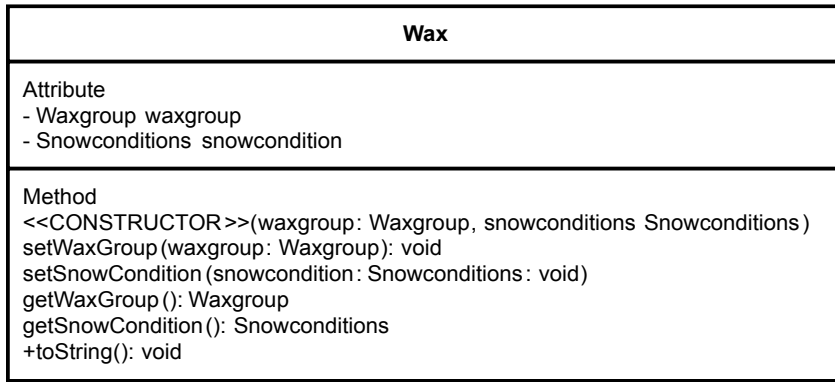 Wax
Attribute
- Waxgroup waxgroup
- Snowconditions snowcondition
Method
<<CONSTRUCTOR>>(waxgroup: Waxgroup, snowconditions Snowconditions)
setWaxGroup(waxgroup: Waxgroup): void
setSnowCondition(snowcondition: Snowconditions: void)
getWaxGroup(): Waxgroup
getSnowCondition(): Snowconditions
+toString(): void